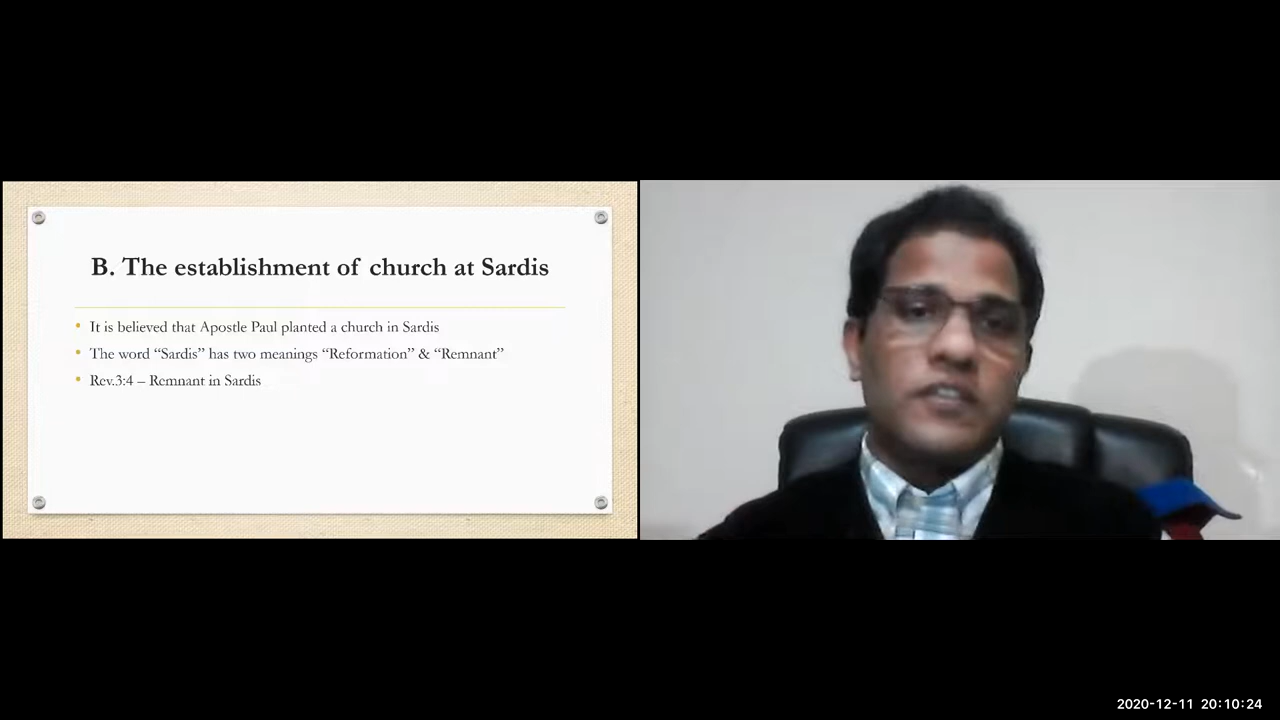 B. The establishment of church at Sardis
• It is believed that Apostle Paul planted a church in Sardis
• The word “Sardis” has two meanings “Reformation” & “Remnant”
• Rev.3:4 – Remnant in Sardis
2020-12-11 20:10:24